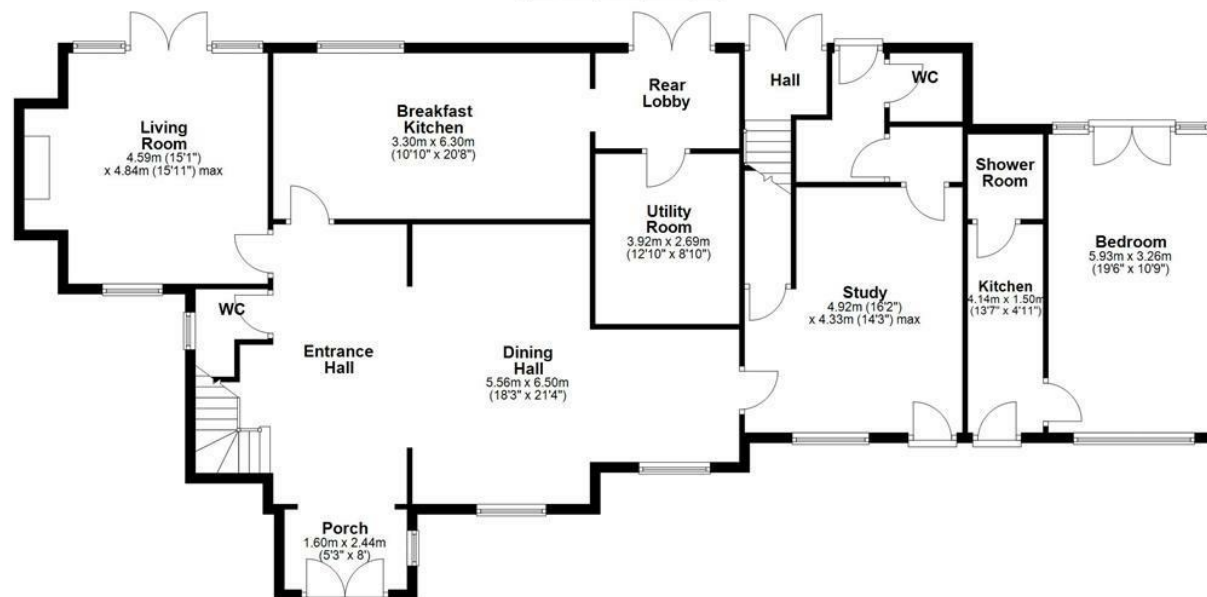 Living
Room
4.59m (15'1")
x 4.84m (15'11") max
Breakfast
Kitchen
3.30m x 6.30m
(10'10" x 20'8")
Rear
Lobby
Hall
WC
Shower
Room
Utility
Room
3.92m x 2.69m
(12'10" x 8'10")
Bedroom
5.93m x 3.26m
(19'6" x 10'9")
Study
4.92m (16'2")
x 4.33m (14'3") max
Kitchen
4.14m x 1.50m
(13'7" x 4'11")
WC
Entrance
Hall
Dining
Hall
5.56m x 6.50m
(18'3" x 21'4")
Porch
1.60m x 2.44m
(5'3" x 8')